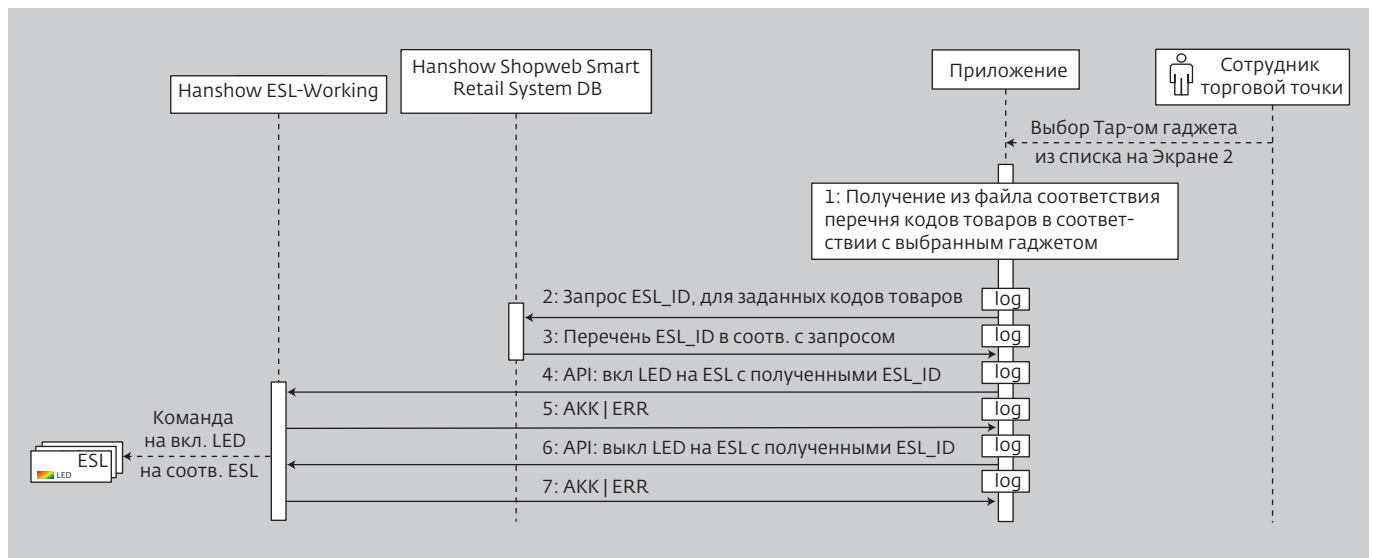 Hanshow ESL-Working
Hanshow Shopweb Smart
Retail System DB
Приложение
Сотрудник
торговой точки
Выбор Тар-ом гаджета
из списка на Экране 2
1: Получение из файла соответствия
перечня кодов товаров в соответ-
ствии с выбранным гаджетом
2: Запрос ESL_ID, для заданных кодов товаров
log
3: Перечень ESL_ID в соотв. с запросом
log
4: API: вкл LED на ESL с полученными ESL_ID
log
5: AKK | ERR
log
6: API: выкл LED на ESL с полученными ESL_ID
log
7: AKK | ERR
log
Команда
на вкл. LED
на соотв. ESL
ESL
LED